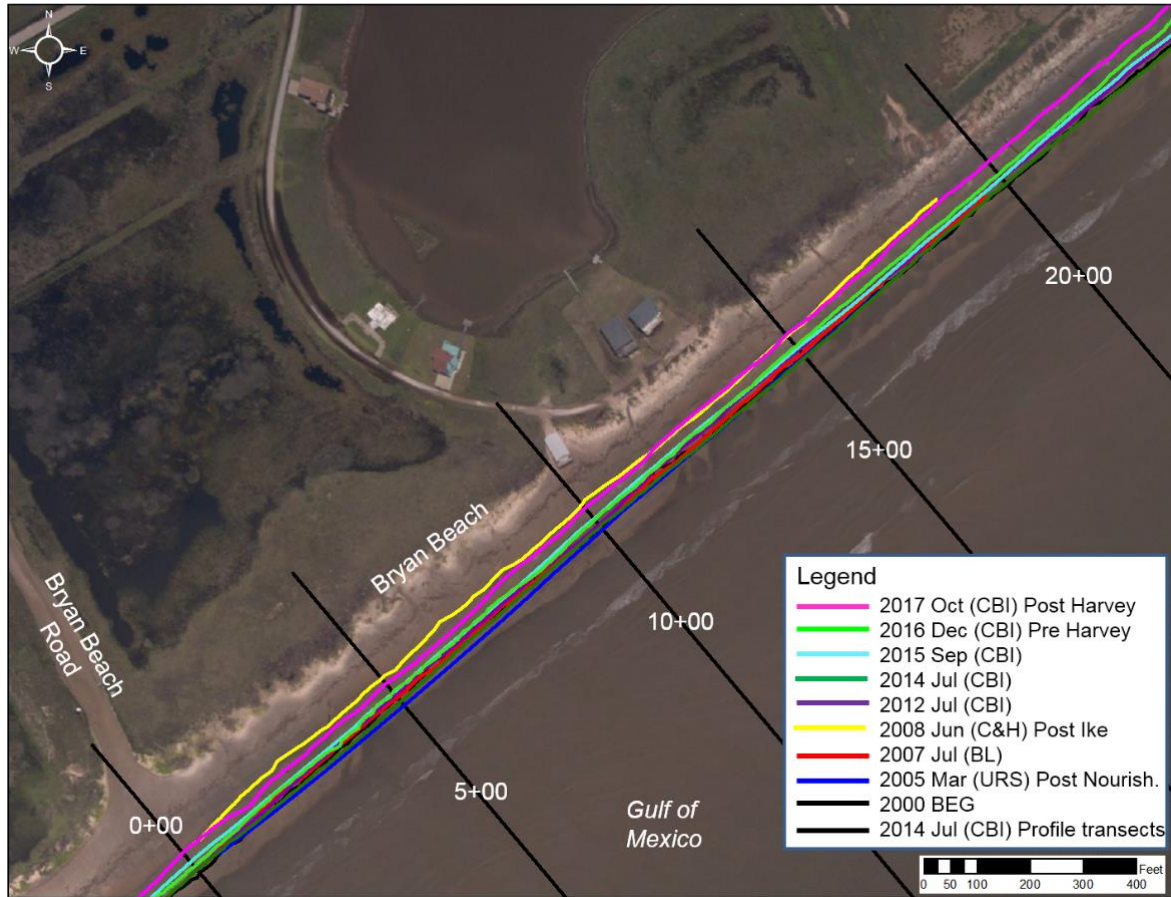 N
W E
S
20+00
15+00
Bryan Beach
10+00
Bryan Beach
Road
5+00
0+00
Gulf of
Mexico
Legend
2017 Oct (CBI) Post Harvey
2016 Dec (CBI) Pre Harvey
2015 Sep (CBI)
2014 Jul (CBI)
2012 Jul (CBI)
2008 Jun (C&H) Post Ike
2007 Jul (BL)
2005 Mar (URS) Post Nourish.
2000 BEG
2014 Jul (CBI) Profile transects
Feet
0 50 100 200 300 400